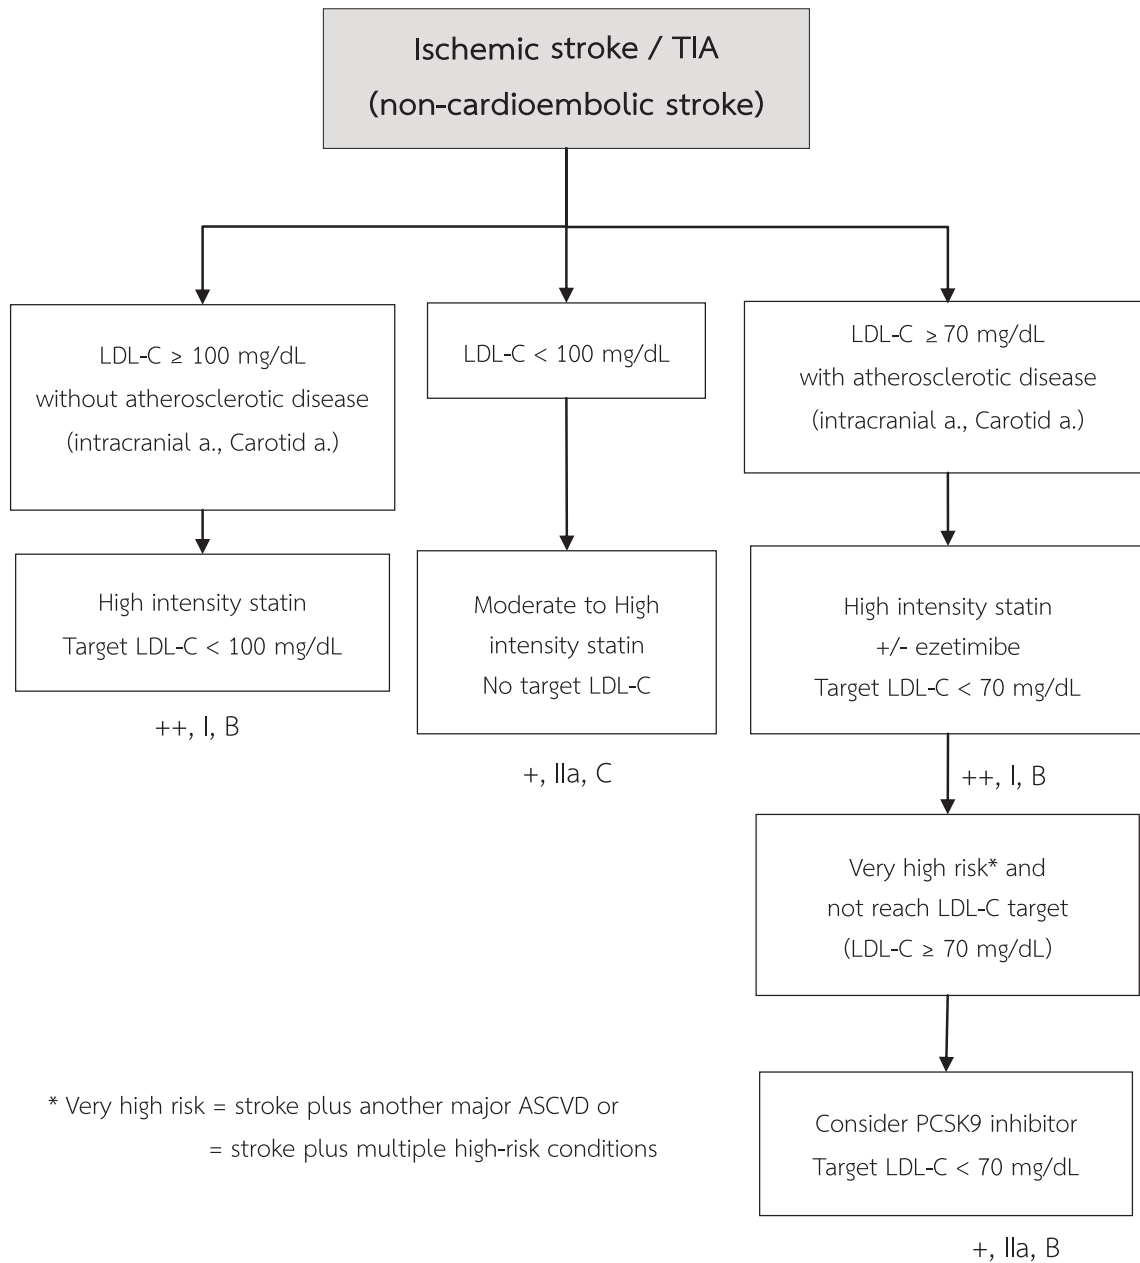 Ischemic stroke / TIA
(non-cardioembolic stroke)
LDL-C ≥ 100 mg/dL
without atherosclerotic disease
(intracranial a., Carotid a.)
High intensity statin
Target LDL-C < 100 mg/dL
++, I, B
LDL-C < 100 mg/dL
Moderate to High
intensity statin
No target LDL-C
+, IIa, C
LDL-C ≥ 70 mg/dL
with atherosclerotic disease
(intracranial a., Carotid a.)
High intensity statin
+/- ezetimibe
Target LDL-C < 70 mg/dL
++, I, B
Very high risk* and
not reach LDL-C target
(LDL-C ≥ 70 mg/dL)
Consider PCSK9 inhibitor
Target LDL-C < 70 mg/dL
+, IIa, B
* Very high risk = stroke plus another major ASCVD or
= stroke plus multiple high-risk conditions